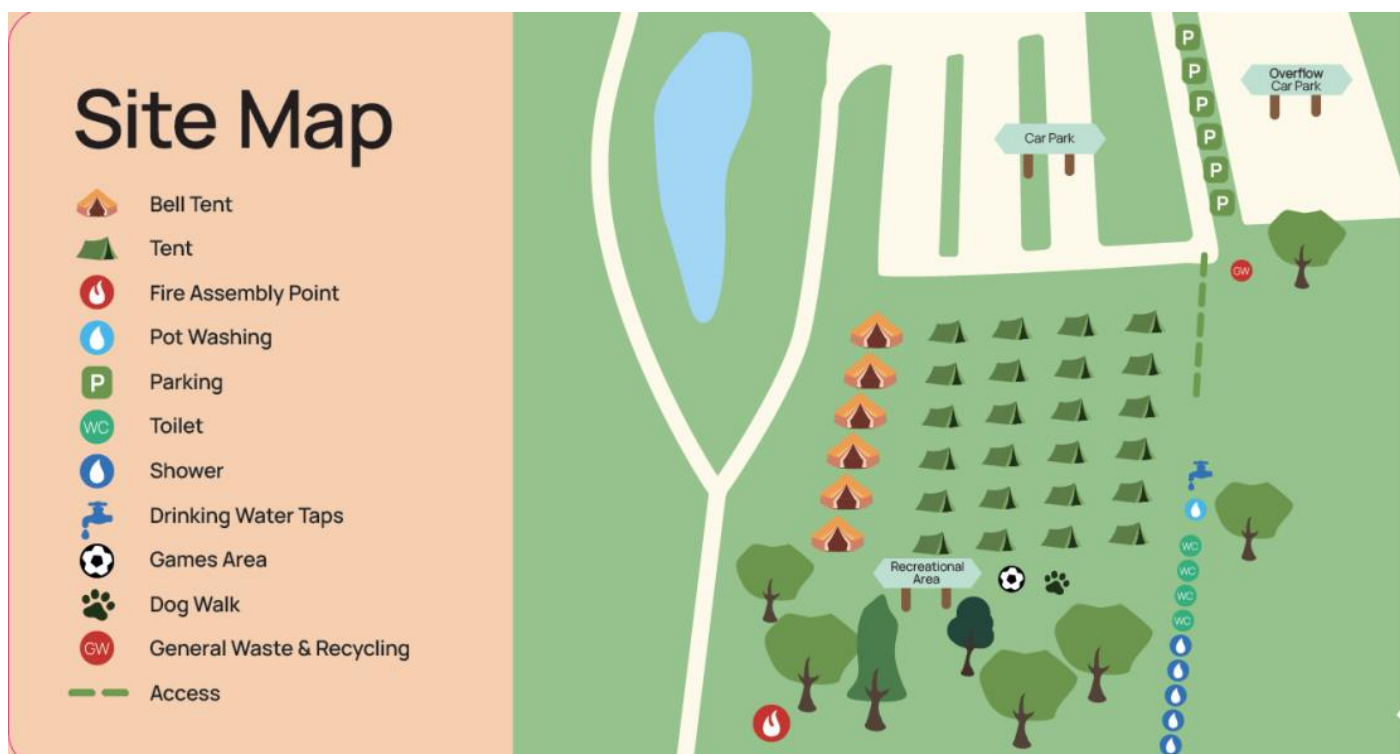 Site Map
Bell Tent
Tent
Fire Assembly Point
Pot Washing
P
Parking
WC
Toilet
Shower
Drinking Water Taps
Games Area
Dog Walk
GW
General Waste & Recycling
Access
P
P
P
P
P
P
Overflow
Car Park
Car Park
GW
WC
WC
WC
WC
Recreational
Area